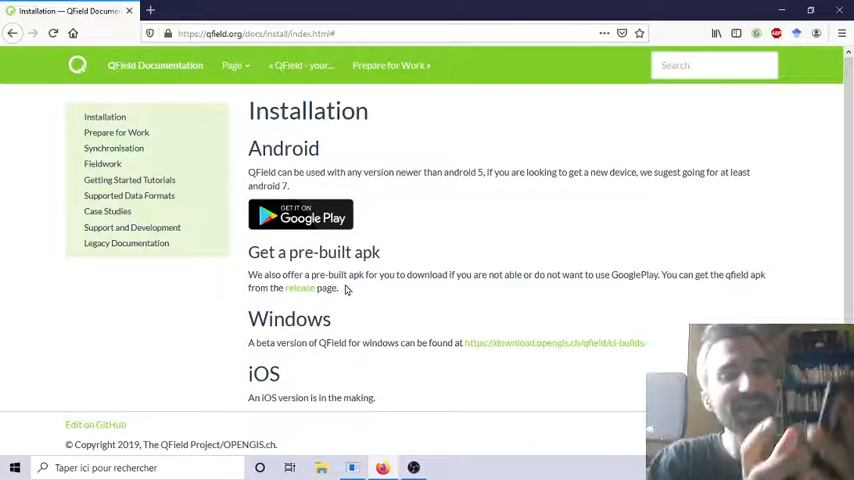 Installation — QField Documen
https://qfield.org/docs/install/index.html#
ABP
QField Documentation
Page
« QField - your...
Prepare for Work »
Search
Installation
Prepare for Work
Synchronisation
Fieldwork
Getting Started Tutorials
Supported Data Formats
Case Studies
Support and Development
Legacy Documentation
Installation
Android
QField can be used with any version newer than android 5, if you are looking to get a new device, we sugest going for at least
android 7.
GET IT ON
Google Play
Get a pre-built apk
We also offer a pre-built apk for you to download if you are not able or do not want to use GooglePlay. You can get the qfield apk
from the release page.
Windows
A beta version of QField for windows can be found at https://download.opengis.ch/qfield/ci-builds/
iOS
An iOS version is in the making.
Edit on GitHub
© Copyright 2019, The QField Project/OPENGIS.ch.
Taper ici pour rechercher